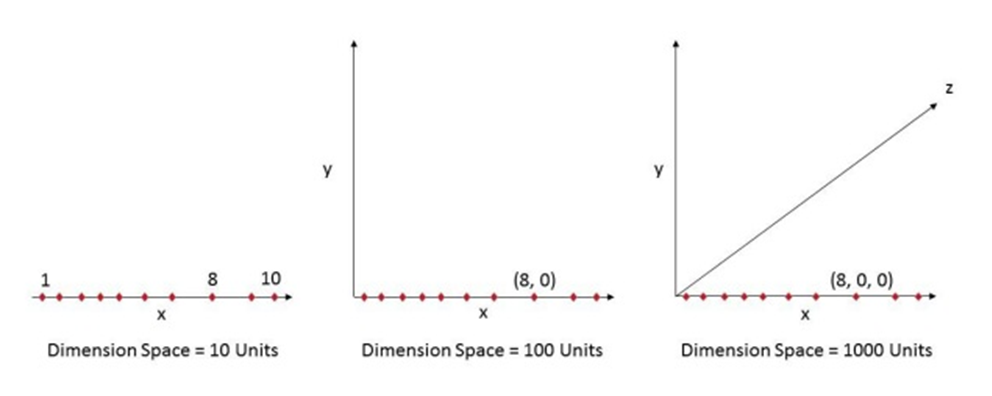 1
8
10
x
Dimension Space = 10 Units
y
(8, 0)
x
Dimension Space = 100 Units
y
z
(8, 0, 0)
x
Dimension Space = 1000 Units